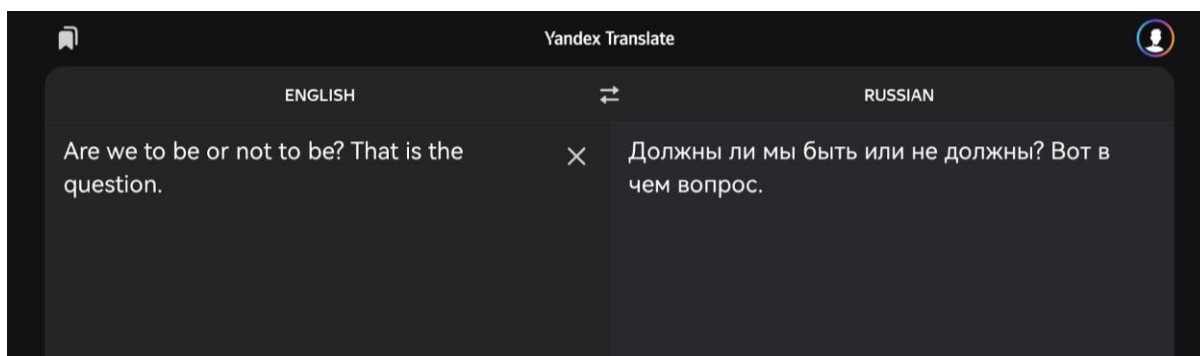 Yandex Translate
ENGLISH
RUSSIAN
Are we to be or not to be? That is the
question.
Должны ли мы быть или не должны? Вот в
чем вопрос.